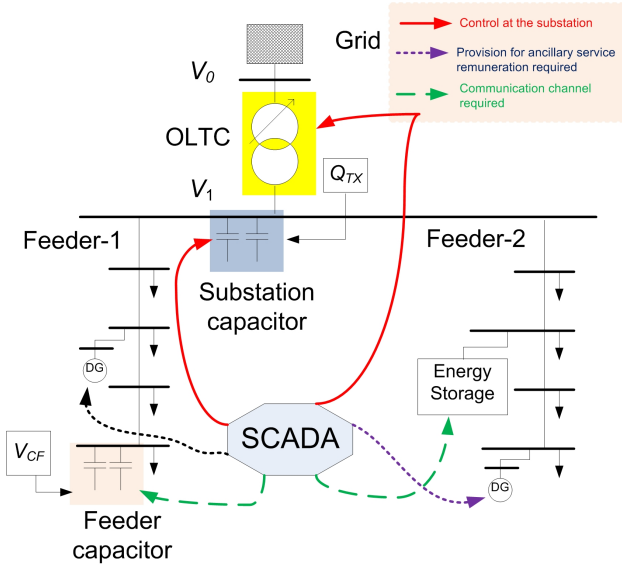 Grid
Control at the substation
Provision for ancillary service
remuneration required
Communication channel
required
V0
OLTC
V1
QTX
Feeder-1
Feeder-2
Substation
capacitor
DG
Energy
Storage
SCADA
VCF
DG
Feeder
capacitor